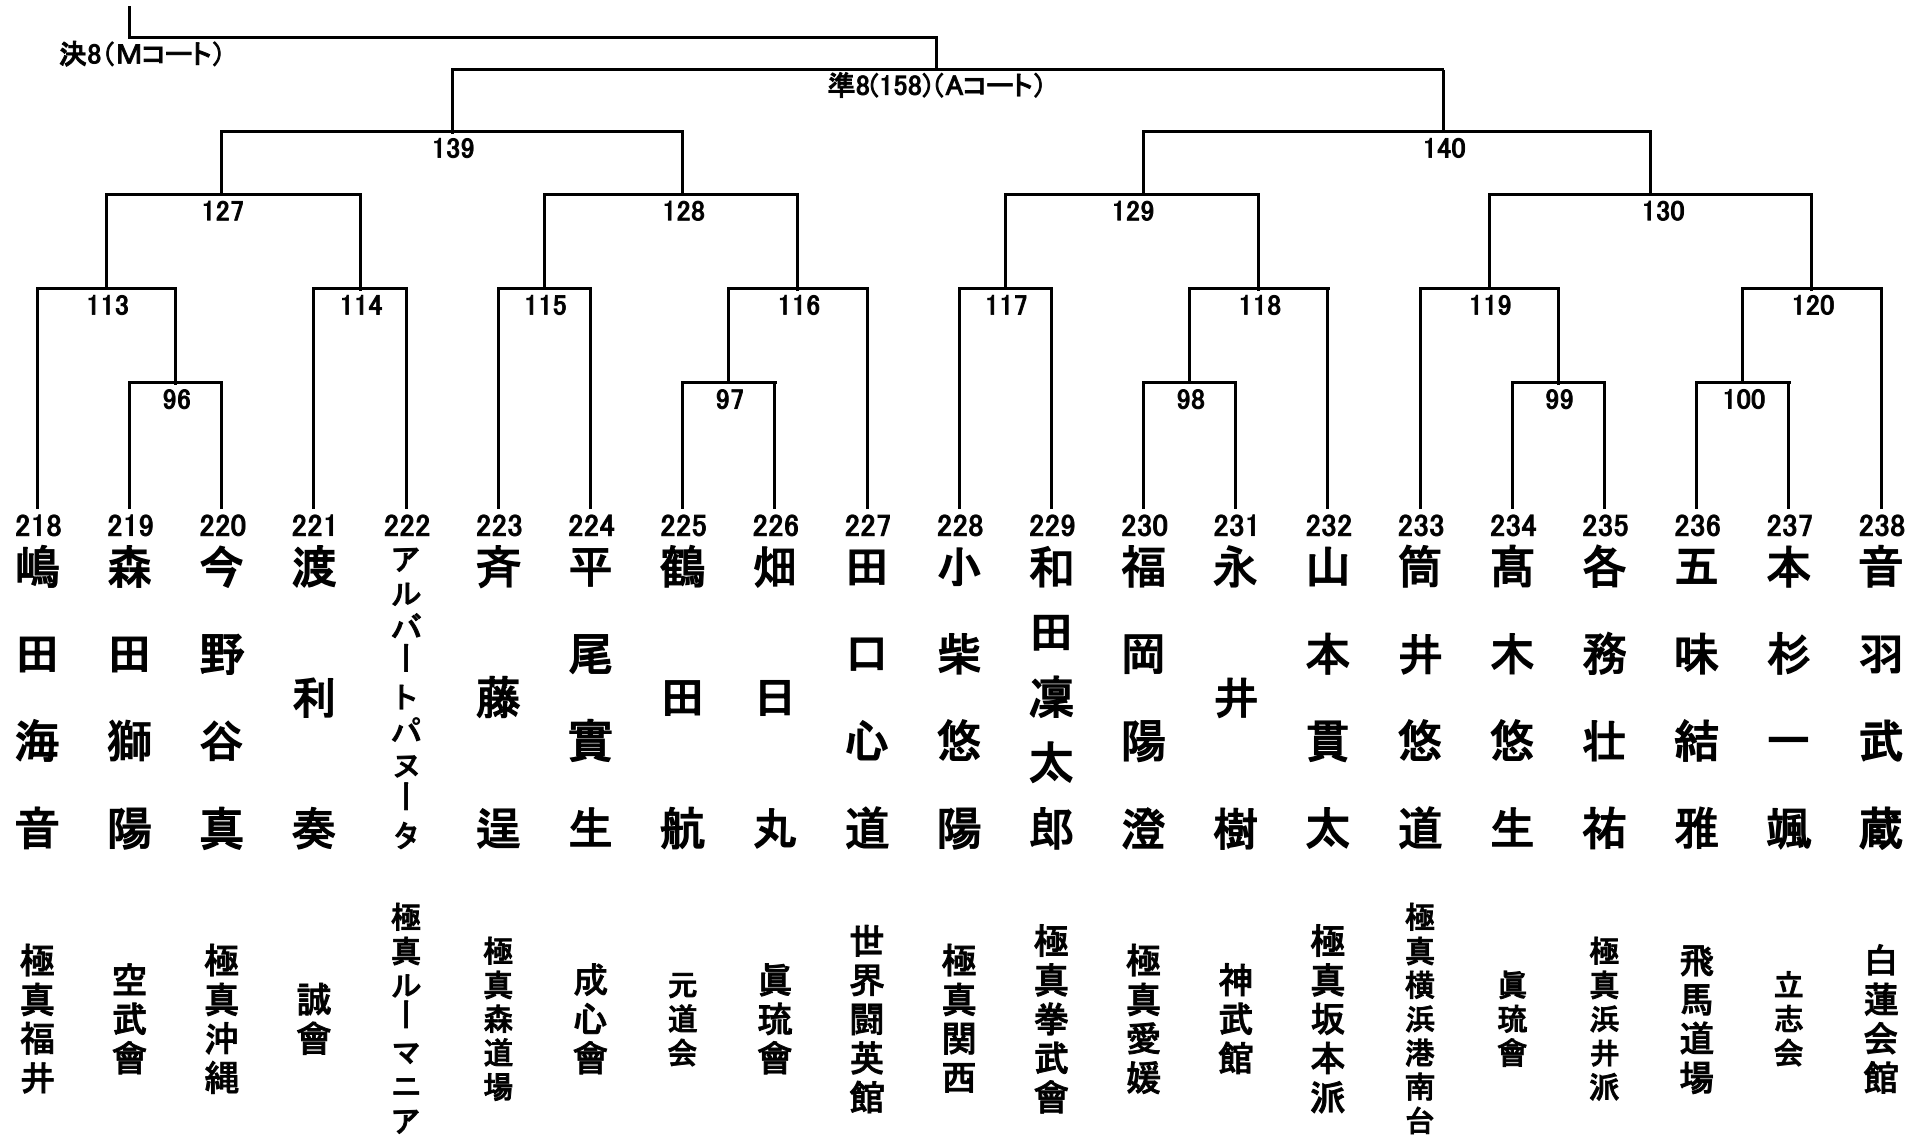 決8(Mコート)
準8(158)(Aコート)
139
140
127
128
129
130
113
114
115
116
117
118
119
120
96
97
98
99
100
218
219
220
221
222
223
224
225
226
227
228
229
230
231
232
233
234
235
236
237
238
嶋田海音
森田獅陽
今野谷真
渡利奏
アルバートパヌータ
斉藤逞
平尾實生
鶴田航
畑日丸
田口心道
小柴悠陽
和田凜太郎
福岡陽澄
永井樹
山本貫太
筒井悠道
髙木悠生
各務壮祐
五味結雅
本杉一颯
音羽武蔵
極真福井
空武會
極真沖縄
誠會
極真ルーマニア
極真森道場
成心會
元道会
眞琉會
世界闘英館
極真関西
極真拳武會
極真愛媛
神武館
極真坂本派
極真横浜港南台
眞琉會
極真浜井派
飛馬道場
立志会
白蓮会館